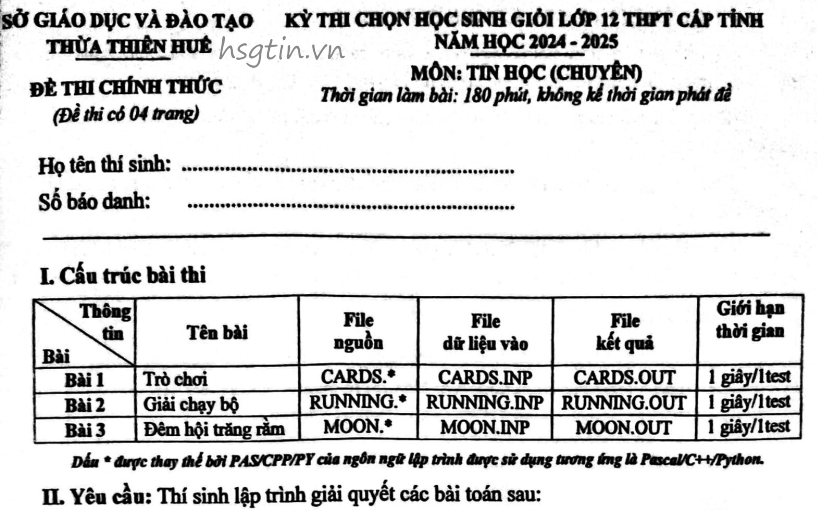 SỞ GIÁO DỤC VÀ ĐÀO TẠO
THỪA THIÊN HUẾ
hsgtin.vn
ĐỀ THI CHÍNH THỨC
(Đề thi có 04 trang)
KỲ THI CHỌN HỌC SINH GIỎI LỚP 12 THPT CẤP TỈNH
NĂM HỌC 2024 - 2025
MÔN: TIN HỌC (CHUYÊN)
Thời gian làm bài: 180 phút, không kể thời gian phát đề
Họ tên thí sinh: ..........................................................
Số báo danh: ..........................................................
I. Cấu trúc bài thi
Thông tin Bài | Tên bài | File nguồn | File dữ liệu vào | File kết quả | Giới hạn thời gian
Bài 1 | Trò chơi | CARDS.* | CARDS.INP | CARDS.OUT | 1 giây/1test
Bài 2 | Giải chạy bộ | RUNNING.* | RUNNING.INP | RUNNING.OUT | 1 giây/1test
Bài 3 | Đêm hội trăng rằm | MOON.* | MOON.INP | MOON.OUT | 1 giây/1test
Dấu * được thay thế bởi PAS/CPP/PY của ngôn ngữ lập trình được sử dụng tương ứng là Pascal/C++/Python.
II. Yêu cầu: Thí sinh lập trình giải quyết các bài toán sau: